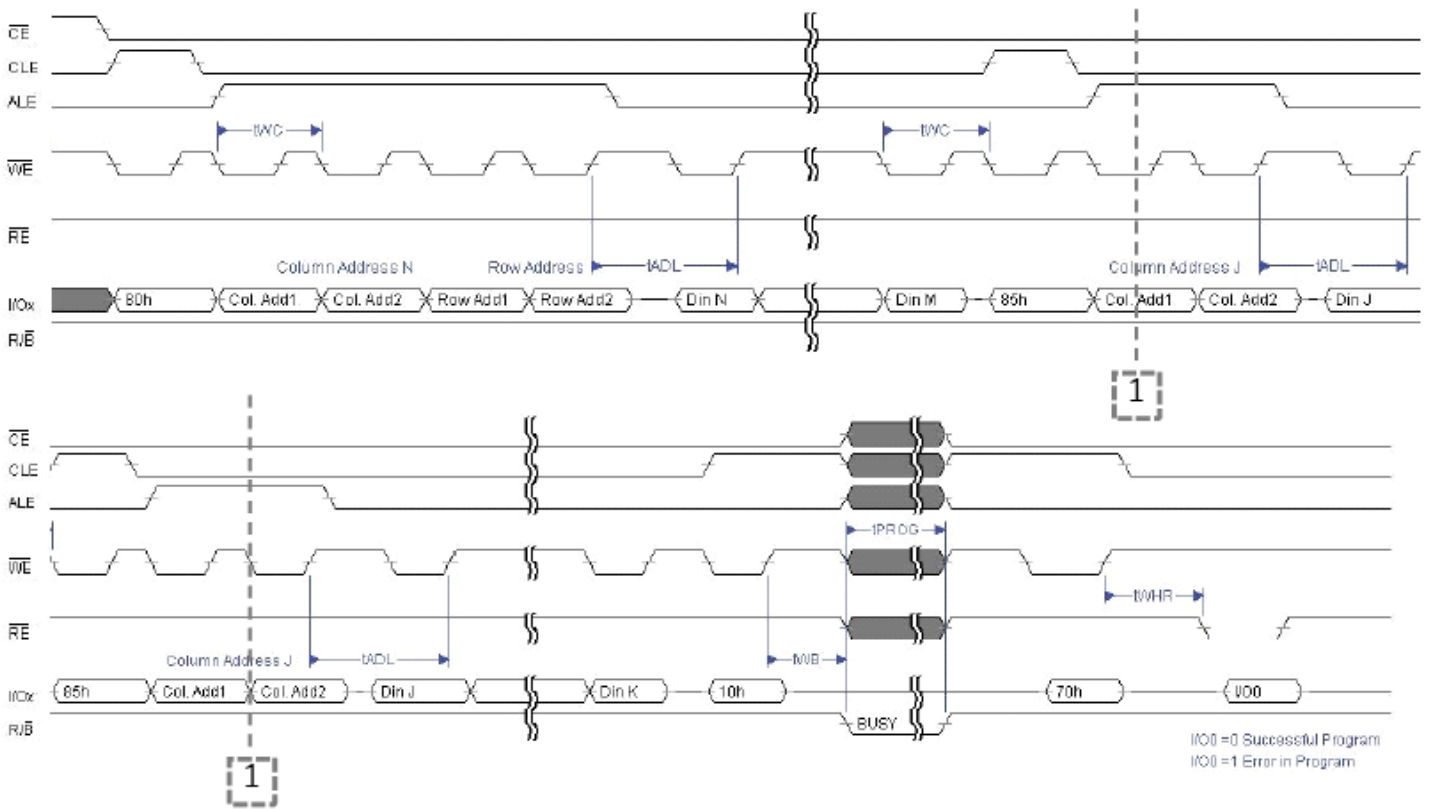 CE
CLE
ALE
tWC
tWC
WE
RE
Column Address N
Row Address
tADL
Column Address J
tADL
I/Ox
80h
Col. Add1
Col. Add2
Row Add1
Row Add2
Din N
Din M
85h
Col. Add1
Col. Add2
Din J
R/B
1
CE
CLE
ALE
tPROG
WE
tWHR
RE
Column Address J
tADL
tWB
I/Ox
85h
Col. Add1
Col. Add2
Din J
Din K
10h
70h
I/O0
R/B
BUSY
I/O0 =0 Successful Program
I/O0 =1 Error in Program
1